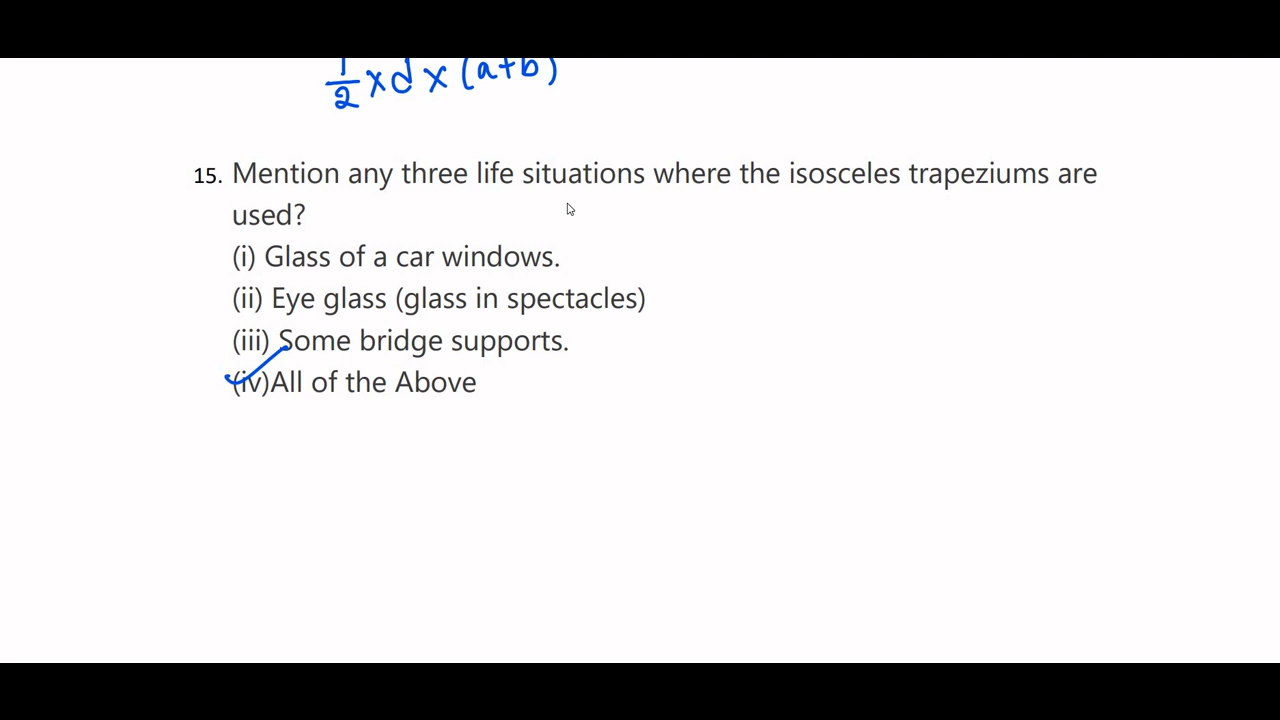 1/2 x d x (a+b)
15. Mention any three life situations where the isosceles trapeziums are
used?
(i) Glass of a car windows.
(ii) Eye glass (glass in spectacles)
(iii) Some bridge supports.
(iv)All of the Above